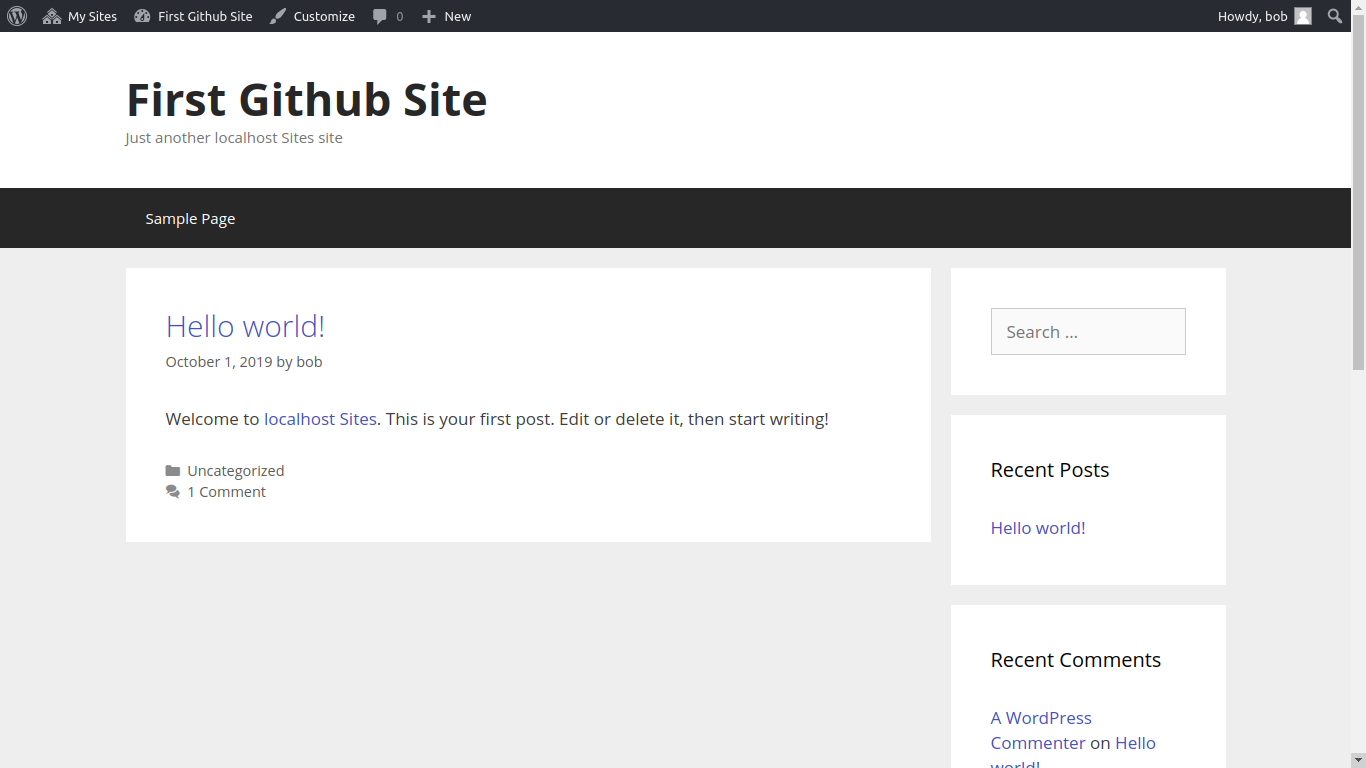 My Sites First Github Site Customize 0 New Howdy, bob
First Github Site
Just another localhost Sites site
Sample Page
Hello world!
October 1, 2019 by bob
Welcome to localhost Sites. This is your first post. Edit or delete it, then start writing!
Uncategorized
1 Comment
Search ...
Recent Posts
Hello world!
Recent Comments
A WordPress
Commenter on Hello
world!